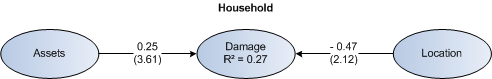 Household
Assets
0.25
(3.61)
Damage
R² = 0.27
- 0.47
(2.12)
Location